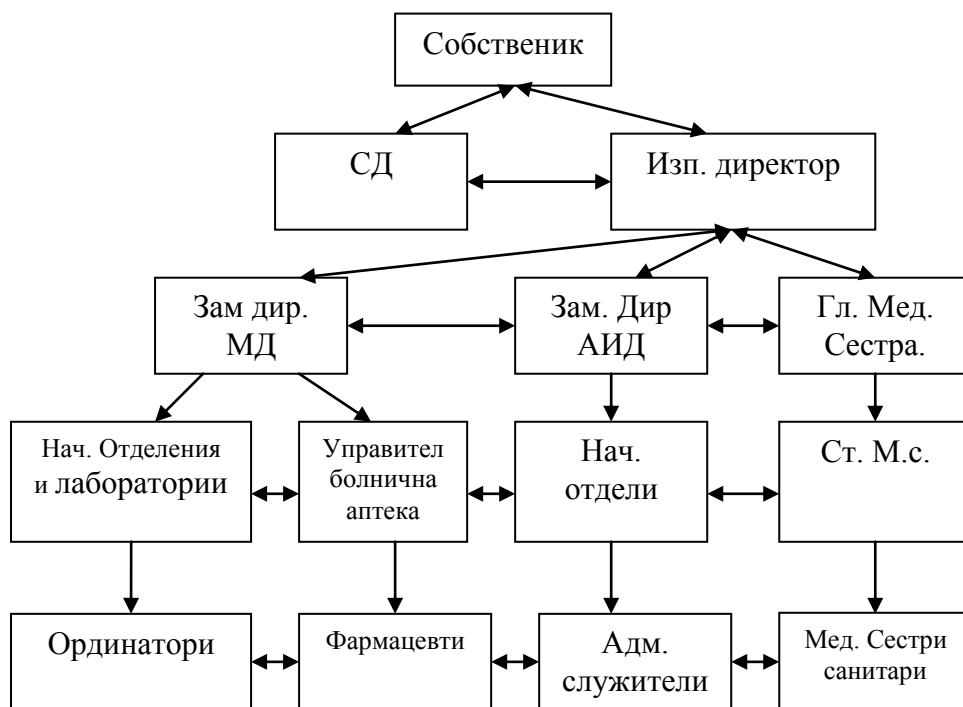 Собственик
СД
Изп. директор
Зам дир.
МД
Зам. Дир
АИД
Гл. Мед.
Сестра.
Нач. Отделения
и лаборатории
Управител
болнична
аптека
Нач.
отдели
Ст. М.с.
Ординатори
Фармацевти
Адм.
служители
Мед. Сестри
санитари